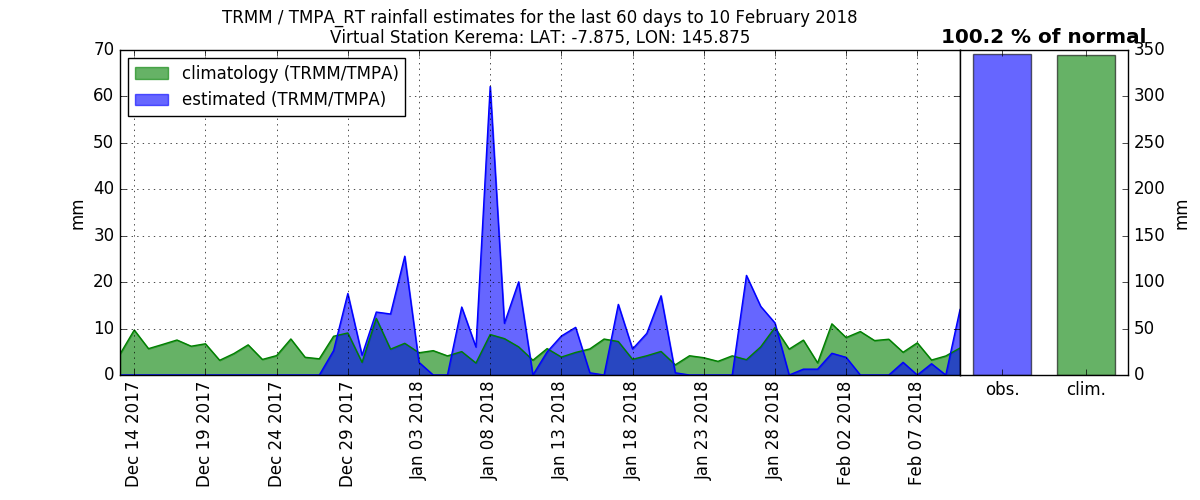 TRMM / TMPA_RT rainfall estimates for the last 60 days to 10 February 2018
Virtual Station Kerema: LAT: -7.875, LON: 145.875
100.2 % of normal
climatology (TRMM/TMPA)
estimated (TRMM/TMPA)
70
60
50
40
30
20
10
0
mm
350
300
250
200
150
100
50
0
mm
Dec 14 2017
Dec 19 2017
Dec 24 2017
Dec 29 2017
Jan 03 2018
Jan 08 2018
Jan 13 2018
Jan 18 2018
Jan 23 2018
Jan 28 2018
Feb 02 2018
Feb 07 2018
obs.
clim.